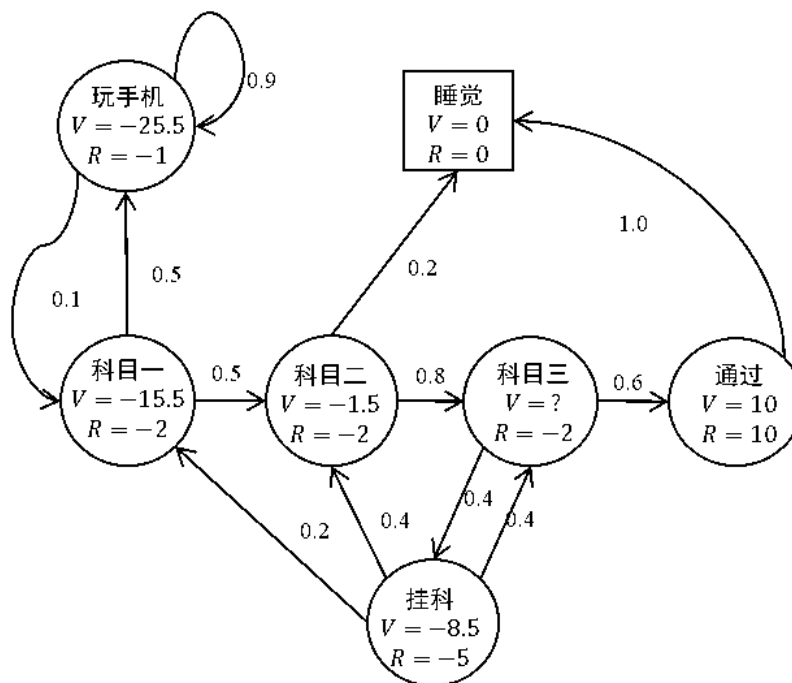 0.9
玩手机
V = −25.5
R = −1
睡觉
V = 0
R = 0
1.0
0.2
0.5
0.1
科目一
V = −15.5
R = −2
0.5
科目二
V = −1.5
R = −2
0.8
科目三
V = ?
R = −2
0.6
通过
V = 10
R = 10
0.2
0.4
0.4
0.4
挂科
V = −8.5
R = −5